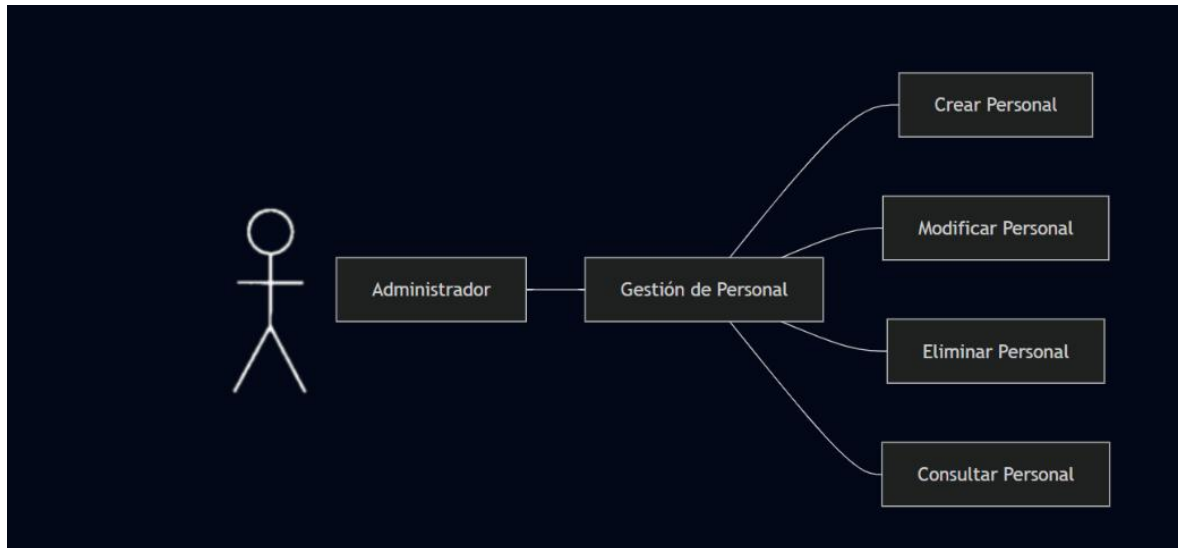 Crear Personal
Modificar Personal
Administrador
Gestión de Personal
Eliminar Personal
Consultar Personal